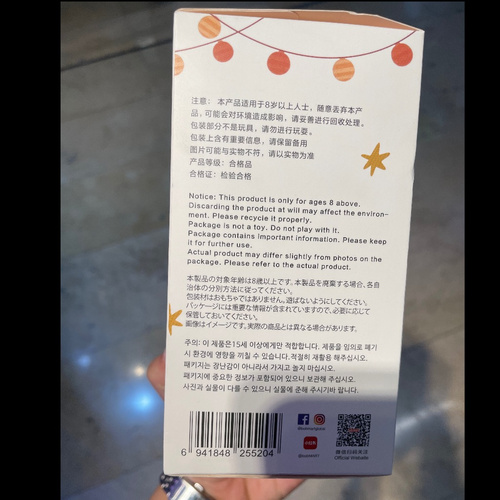 注意： 本产品适用于8岁以上人士，随意丢弃本产
品，可能会对环境造成影响，请妥善进行回收处理。
包装部分不是玩具，请勿进行玩耍。
包装上含有重要信息，请保留备用
图片可能与实物不符，请以实物为准
产品等级：合格品
合格证：检验合格
Notice: This product is only for ages 8 above.
Discarding the product at will may affect the environ-
ment. Please recycle it properly.
Package is not a toy. Do not play with it.
Package contains important information. Please keep
it for further use.
Actual product may differ slightly from photos on the
package. Please refer to the actual product.
本製品の対象年齢は8歳以上です。本製品を廃棄する場合、各自
治体の分別方法に従ってください。
包装材はおもちゃではありません。遊ばないようにしてください。
パッケージには重要な情報が含まれていますので、必要に応じて
保管しておいてください。
画像はイメージです。実際の商品とは異なる場合があります。
주의: 이 제품은15세 이상에게만 적합합니다. 제품을 임의로 폐기
시 환경에 영향을 끼칠 수 있습니다.적절히 재활용 해주십시오.
패키지는 장난감이 아니라서 가지고 놀지 마십시오.
패키지에 중요한 정보가 포함되어 있으니 보관해 주십시오.
사진과 실물이 다를 수 있으니 실물에 준해 주시기바랍니다.
6 941848 255204
小红书
Official Website